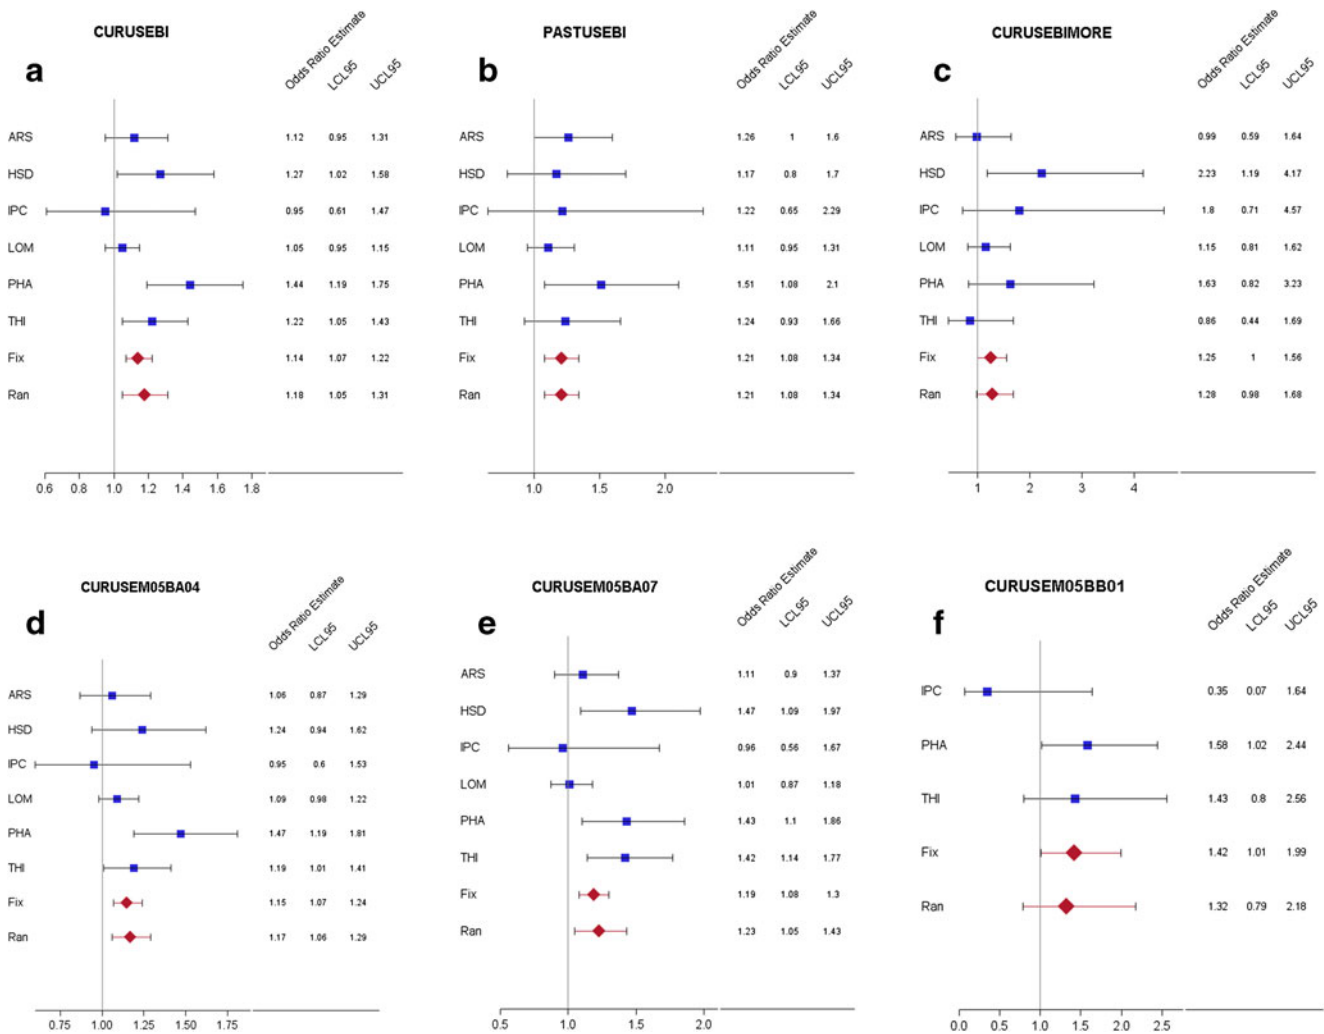 CURUSEBI
a
Odds Ratio Estimate LCL95 UCL95
ARS 1.12 0.95 1.31
HSD 1.27 1.02 1.58
IPC 0.95 0.61 1.47
LOM 1.05 0.95 1.15
PHA 1.44 1.19 1.75
THI 1.22 1.05 1.43
Fix 1.14 1.07 1.22
Ran 1.18 1.05 1.31
0.6 0.8 1.0 1.2 1.4 1.6 1.8
PASTUSEBI
b
Odds Ratio Estimate LCL95 UCL95
ARS 1.26 1 1.6
HSD 1.17 0.8 1.7
IPC 1.22 0.65 2.29
LOM 1.11 0.95 1.31
PHA 1.51 1.08 2.1
THI 1.24 0.93 1.66
Fix 1.21 1.08 1.34
Ran 1.21 1.08 1.34
1.0 1.5 2.0
CURUSEBIMORE
c
Odds Ratio Estimate LCL95 UCL95
ARS 0.99 0.59 1.64
HSD 2.23 1.19 4.17
IPC 1.8 0.71 4.57
LOM 1.15 0.81 1.62
PHA 1.63 0.82 3.23
THI 0.86 0.44 1.69
Fix 1.25 1 1.56
Ran 1.28 0.98 1.68
1 2 3 4
CURUSEM05BA04
d
Odds Ratio Estimate LCL95 UCL95
ARS 1.06 0.87 1.29
HSD 1.24 0.94 1.62
IPC 0.95 0.6 1.53
LOM 1.09 0.98 1.22
PHA 1.47 1.19 1.81
THI 1.19 1.01 1.41
Fix 1.15 1.07 1.24
Ran 1.17 1.06 1.29
0.75 1.00 1.25 1.50 1.75
CURUSEM05BA07
e
Odds Ratio Estimate LCL95 UCL95
ARS 1.11 0.9 1.37
HSD 1.47 1.09 1.97
IPC 0.96 0.56 1.67
LOM 1.01 0.87 1.18
PHA 1.43 1.1 1.86
THI 1.42 1.14 1.77
Fix 1.19 1.08 1.3
Ran 1.23 1.05 1.43
0.5 1.0 1.5 2.0
CURUSEM05BB01
f
Odds Ratio Estimate LCL95 UCL95
IPC 0.35 0.07 1.64
PHA 1.58 1.02 2.44
THI 1.43 0.8 2.56
Fix 1.42 1.01 1.99
Ran 1.32 0.79 2.18
0.0 0.5 1.0 1.5 2.0 2.5